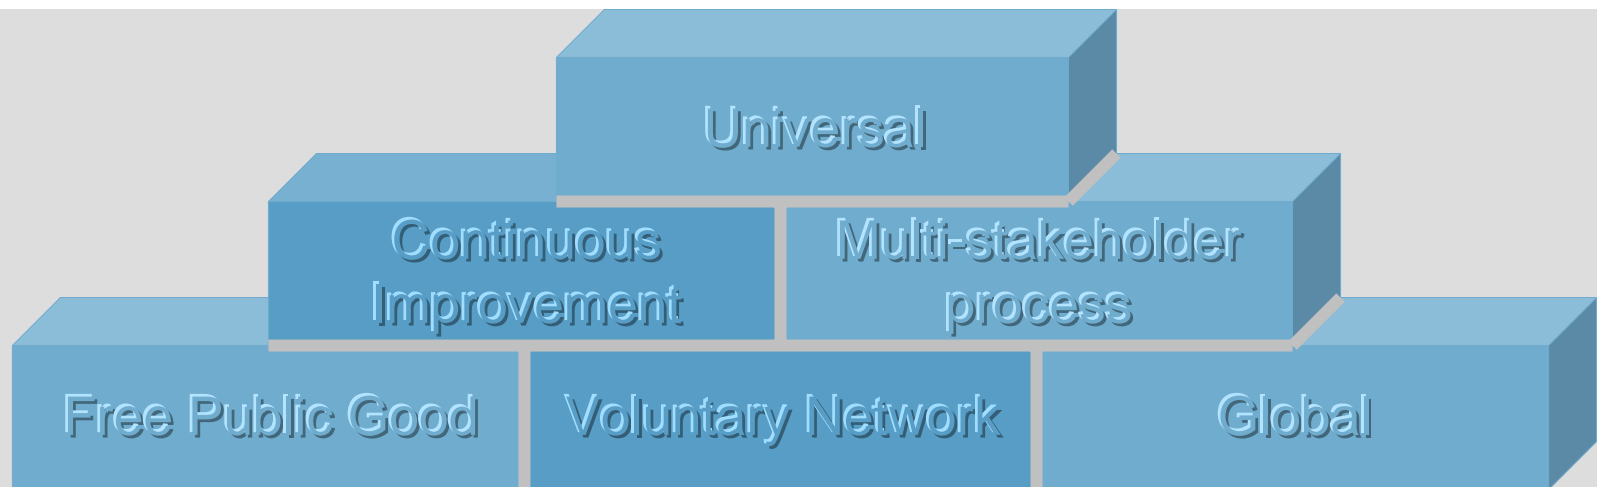 Universal
Continuous
Improvement
Multi-stakeholder
process
Free Public Good
Voluntary Network
Global